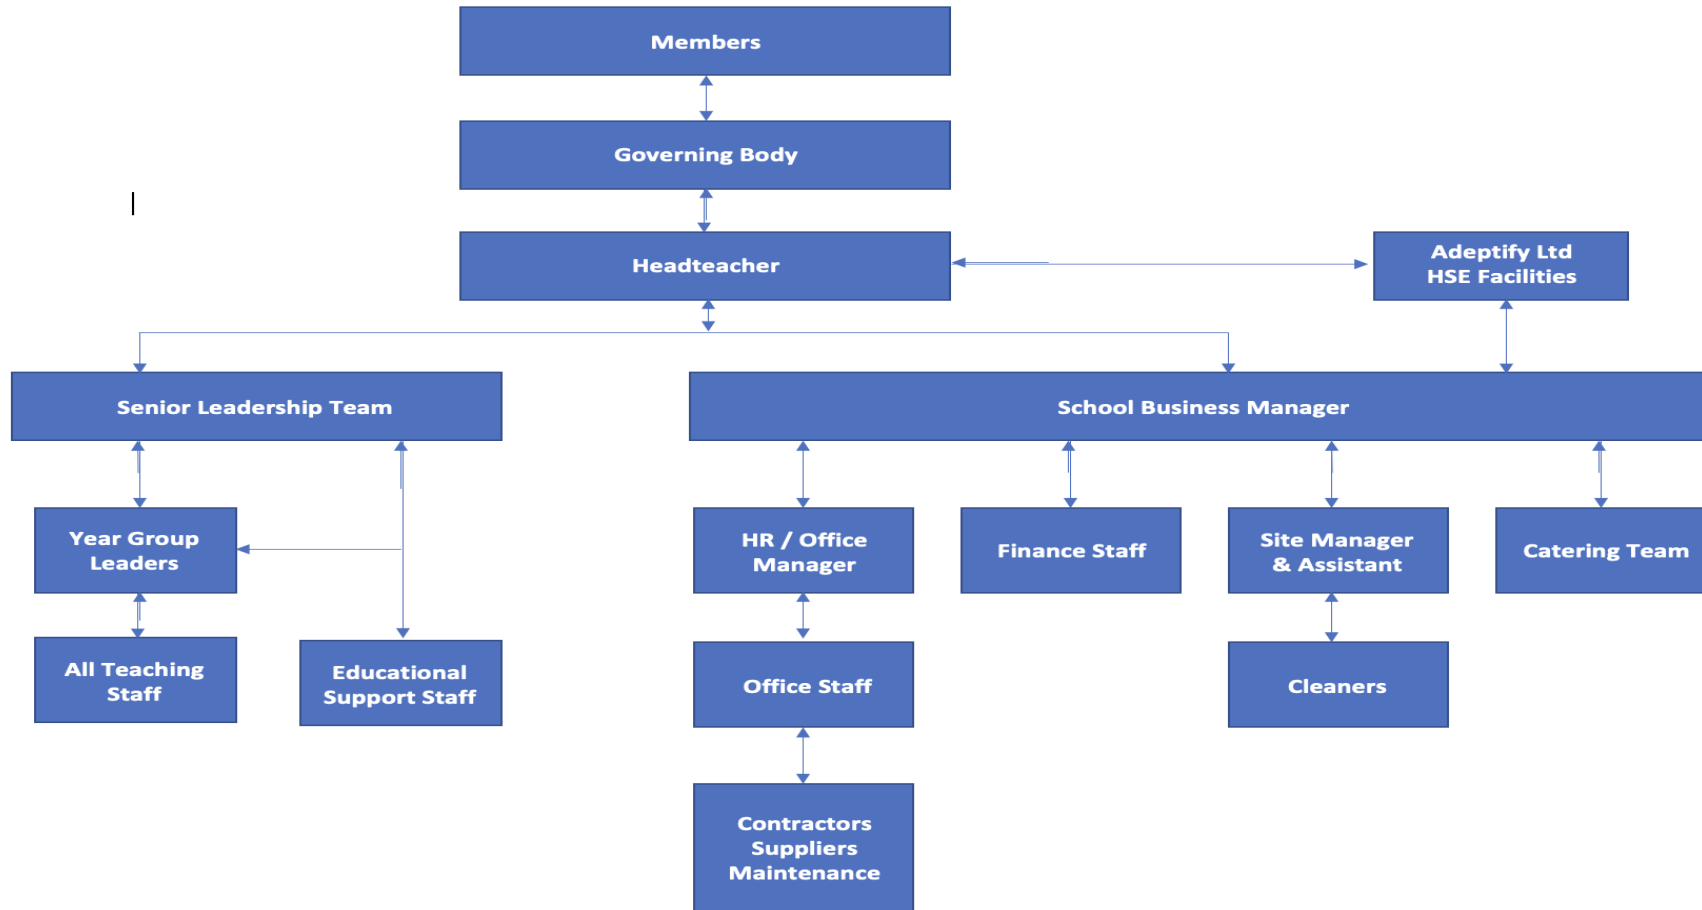 Members
Governing Body
Headteacher
Adeptify Ltd
HSE Facilities
Senior Leadership Team
School Business Manager
Year Group
Leaders
HR / Office
Manager
Finance Staff
Site Manager
& Assistant
Catering Team
All Teaching
Staff
Educational
Support Staff
Office Staff
Cleaners
Contractors
Suppliers
Maintenance